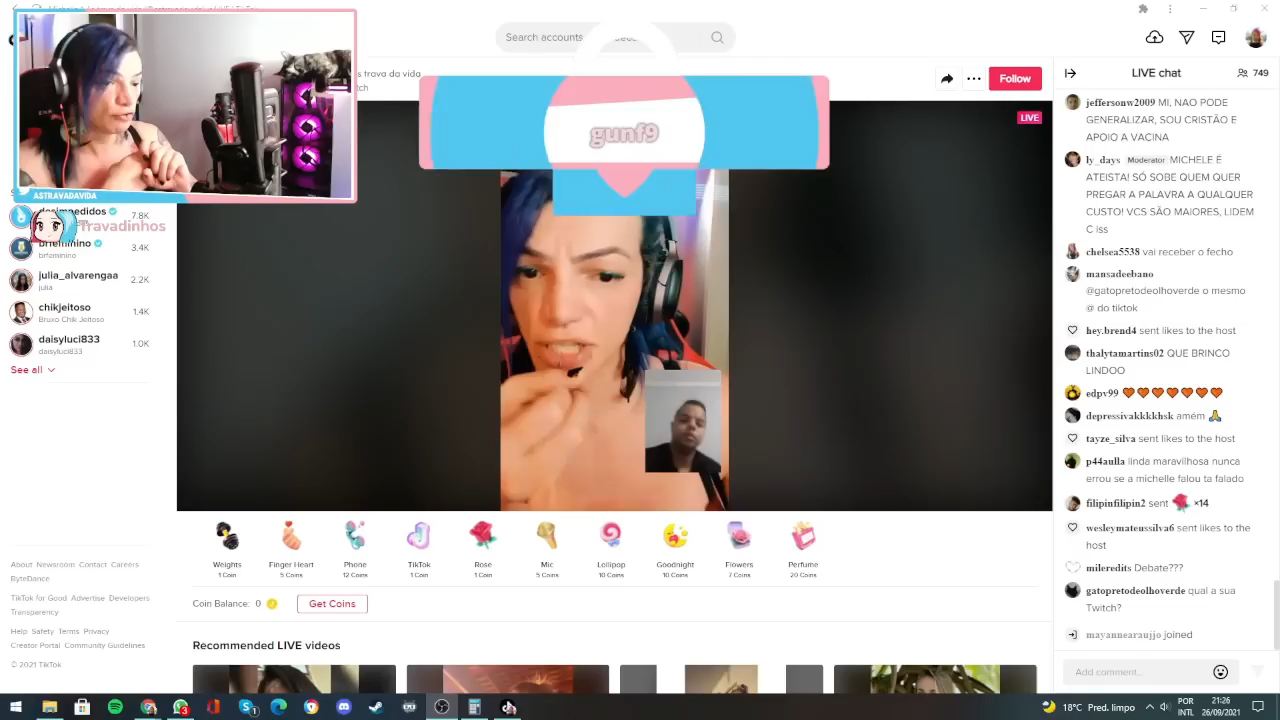 Search accounts
s trava da vida
Follow
LIVE chat
749
LIVE
gunf9
ASTRAVADAVIDA
Travadinhos
desimpedidos
7.8K
brfeminino
brfeminino
3.4K
julia_alvarengaa
julia
2.2K
chikjeitoso
Bruxo Chik Jeitoso
1.4K
daisyluci833
daisyluci833
1.0K
See all
About Newsroom Contact Careers
ByteDance
TikTok for Good Advertise Developers
Transparency
Help Safety Terms Privacy
Creator Portal Community Guidelines
© 2021 TikTok
Weights
1 Coin
Finger Heart
5 Coins
Phone
12 Coins
TikTok
1 Coin
Rose
1 Coin
Mic
5 Coins
Lollipop
10 Coins
Goodnight
10 Coins
Flowers
7 Coins
Perfume
20 Coins
Coin Balance: 0
Get Coins
Recommended LIVE videos
jeffersonw2009 MI, NAO PODE
GENERALIZAR, SOU CRISTÃO E
APOIO A VACINA
ly_days Moderator MICHELE É
ATEISTA! SÓ SOBE QUEM QUER
PREGAR A PALAVRA A QUALQUER
CUSTO! VCS SÃO MAIORES, LIDEM
C iss
chelsea5538 vai receber o fecho
mansadeebano
@gatopretodeolhoverde o mesmo
@ do tiktok
hey.brend4 sent likes to the host
thalytamartins02 QUE BRINCO
LINDOO
edpv99 🧡🧡🧡🧡🧡🧡🧡
depressivakkkkhsk amém 🙏
tayze_silva sent likes to the host
p44aulla linda maravilhosa nunca
errou se a michelle falou ta falado
filipinfilipin2 sent 🌹 ×14
wesleymateussilva6 sent likes to the
host
mileredits Debate???
gatopretodeolhoverde qual a sua
Twitch?
mayannearaujjo joined
Add comment...
18°C Pred. limpo
POR
INTL
21:26
26/09/2021